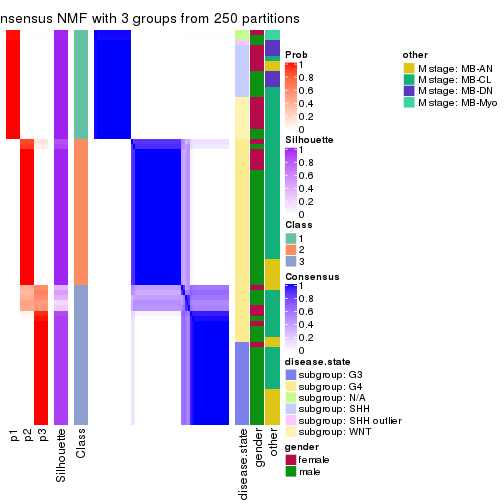 nsensus NMF with 3 groups from 250 partitions
Prob
1
0.8
0.6
0.4
0.2
0
Silhouette
1
0.8
0.6
0.4
0.2
0
Class
1
2
3
Consensus
1
0.8
0.6
0.4
0.2
0
disease.state
subgroup: G3
subgroup: G4
subgroup: N/A
subgroup: SHH
subgroup: SHH outlier
subgroup: WNT
gender
female
male
other
M stage: MB-AN
M stage: MB-CL
M stage: MB-DN
M stage: MB-Myo
p1
p2
p3
Silhouette
Class
disease.state
gender
other